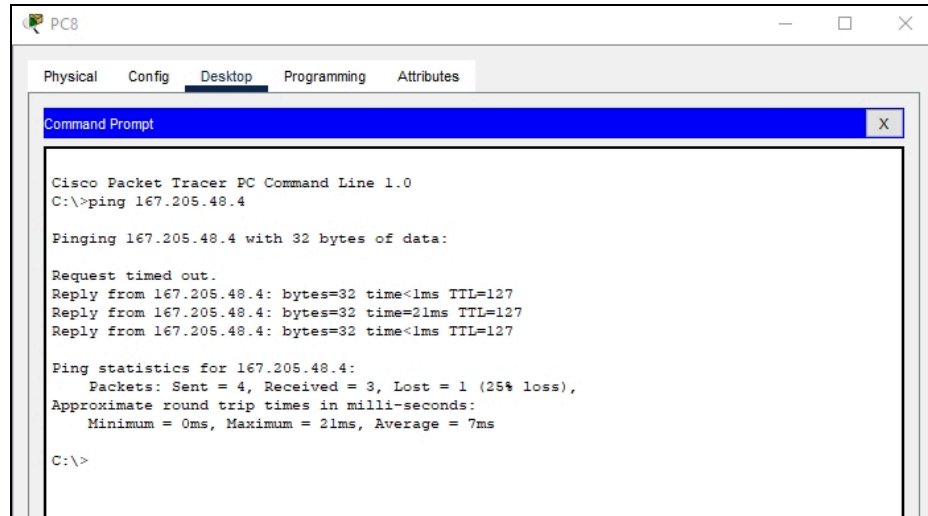 PC8
Physical Config Desktop Programming Attributes
Command Prompt X
Cisco Packet Tracer PC Command Line 1.0
C:\>ping 167.205.48.4
Pinging 167.205.48.4 with 32 bytes of data:
Request timed out.
Reply from 167.205.48.4: bytes=32 time<1ms TTL=127
Reply from 167.205.48.4: bytes=32 time=21ms TTL=127
Reply from 167.205.48.4: bytes=32 time<1ms TTL=127
Ping statistics for 167.205.48.4:
Packets: Sent = 4, Received = 3, Lost = 1 (25% loss),
Approximate round trip times in milli-seconds:
Minimum = 0ms, Maximum = 21ms, Average = 7ms
C:\>